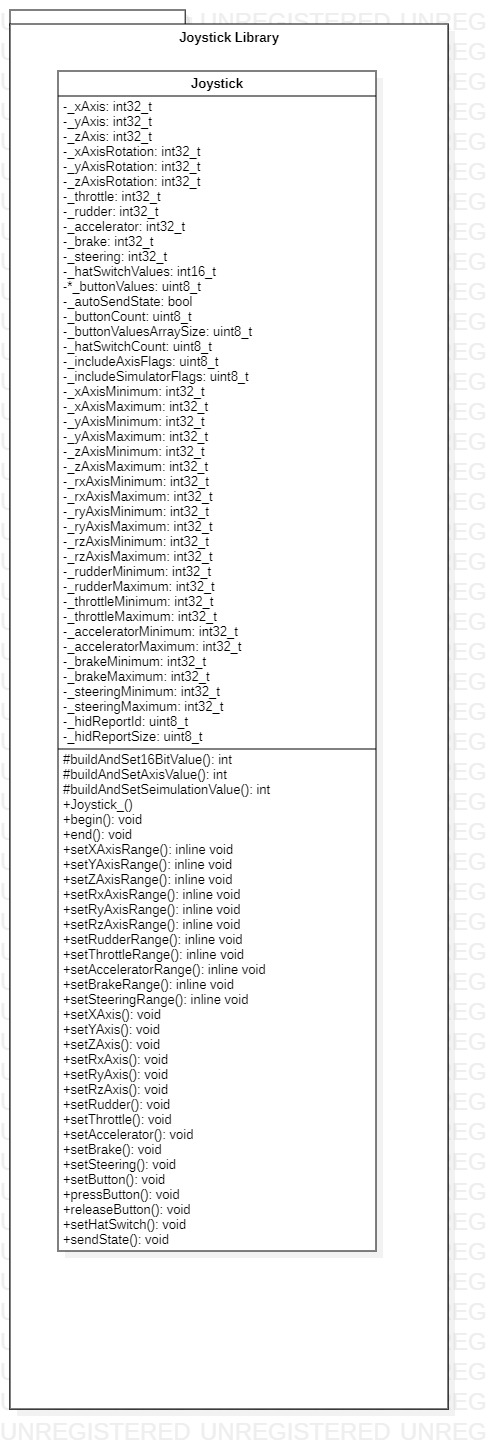 UNREGISTERED UNREG
Joystick Library
Joystick
-_xAxis: int32_t
-_yAxis: int32_t
-_zAxis: int32_t
-_xAxisRotation: int32_t
-_yAxisRotation: int32_t
-_zAxisRotation: int32_t
-_throttle: int32_t
-_rudder: int32_t
-_accelerator: int32_t
-_brake: int32_t
-_steering: int32_t
-_hatSwitchValues: int16_t
-*_buttonValues: uint8_t
-_autoSendState: bool
-_buttonCount: uint8_t
-_buttonValuesArraySize: uint8_t
-_hatSwitchCount: uint8_t
-_includeAxisFlags: uint8_t
-_includeSimulatorFlags: uint8_t
-_xAxisMinimum: int32_t
-_xAxisMaximum: int32_t
-_yAxisMinimum: int32_t
-_yAxisMaximum: int32_t
-_zAxisMinimum: int32_t
-_zAxisMaximum: int32_t
-_rxAxisMinimum: int32_t
-_rxAxisMaximum: int32_t
-_ryAxisMinimum: int32_t
-_ryAxisMaximum: int32_t
-_rzAxisMinimum: int32_t
-_rzAxisMaximum: int32_t
-_rudderMinimum: int32_t
-_rudderMaximum: int32_t
-_throttleMinimum: int32_t
-_throttleMaximum: int32_t
-_acceleratorMinimum: int32_t
-_acceleratorMaximum: int32_t
-_brakeMinimum: int32_t
-_brakeMaximum: int32_t
-_steeringMinimum: int32_t
-_steeringMaximum: int32_t
-_hidReportId: uint8_t
-_hidReportSize: uint8_t
#buildAndSet16BitValue(): int
#buildAndSetAxisValue(): int
#buildAndSetSeimulationValue(): int
+Joystick_()
+begin(): void
+end(): void
+setXAxisRange(): inline void
+setYAxisRange(): inline void
+setZAxisRange(): inline void
+setRxAxisRange(): inline void
+setRyAxisRange(): inline void
+setRzAxisRange(): inline void
+setRudderRange(): inline void
+setThrottleRange(): inline void
+setAcceleratorRange(): inline void
+setBrakeRange(): inline void
+setSteeringRange(): inline void
+setXAxis(): void
+setYAxis(): void
+setZAxis(): void
+setRxAxis(): void
+setRyAxis(): void
+setRzAxis(): void
+setRudder(): void
+setThrottle(): void
+setAccelerator(): void
+setBrake(): void
+setSteering(): void
+setButton(): void
+pressButton(): void
+releaseButton(): void
+setHatSwitch(): void
+sendState(): void
UNREGISTERED UNREGISTERED UNREG